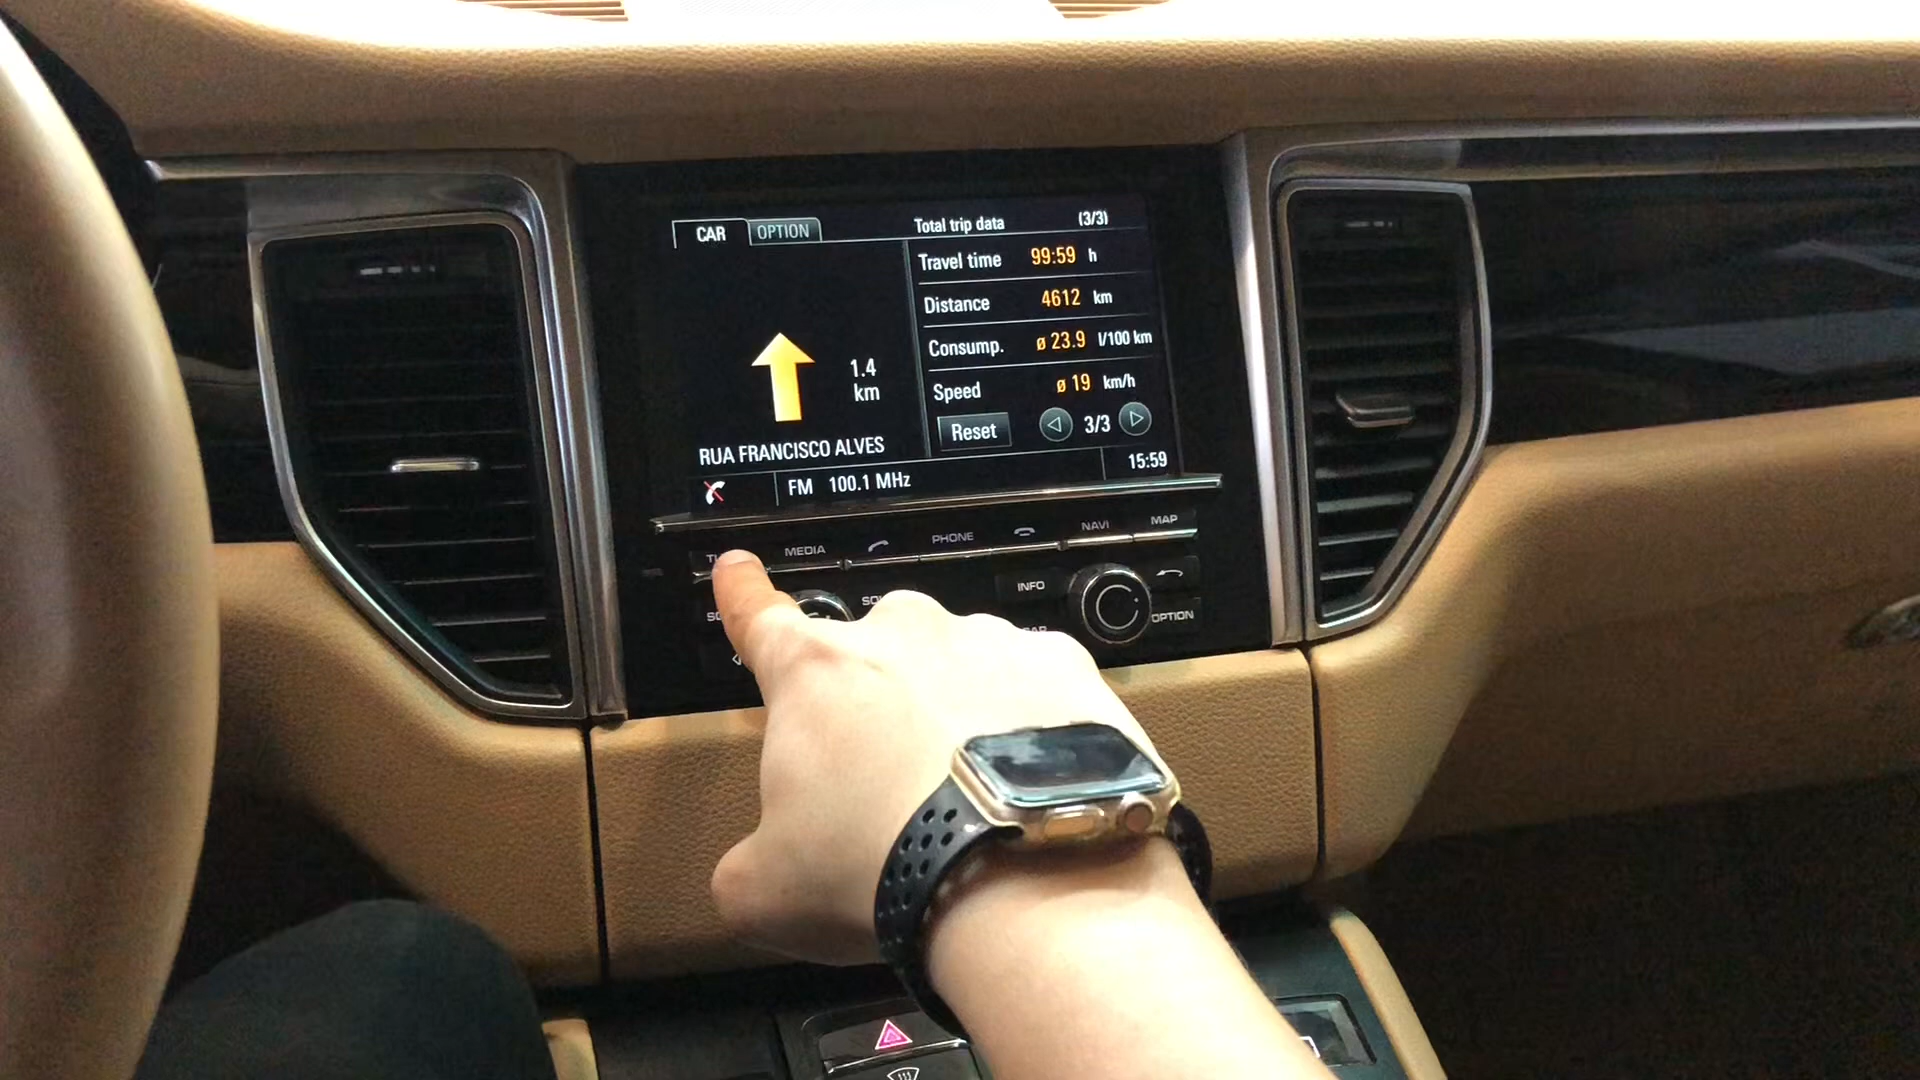 CAR
OPTION
Total trip data (3/3)
Travel time 99:59 h
Distance 4612 km
Consump. ø 23.9 l/100 km
Speed ø 19 km/h
Reset 3/3
1.4
km
RUA FRANCISCO ALVES
FM 100.1 MHz
15:59
MEDIA
PHONE
NAVI
MAP
INFO
OPTION